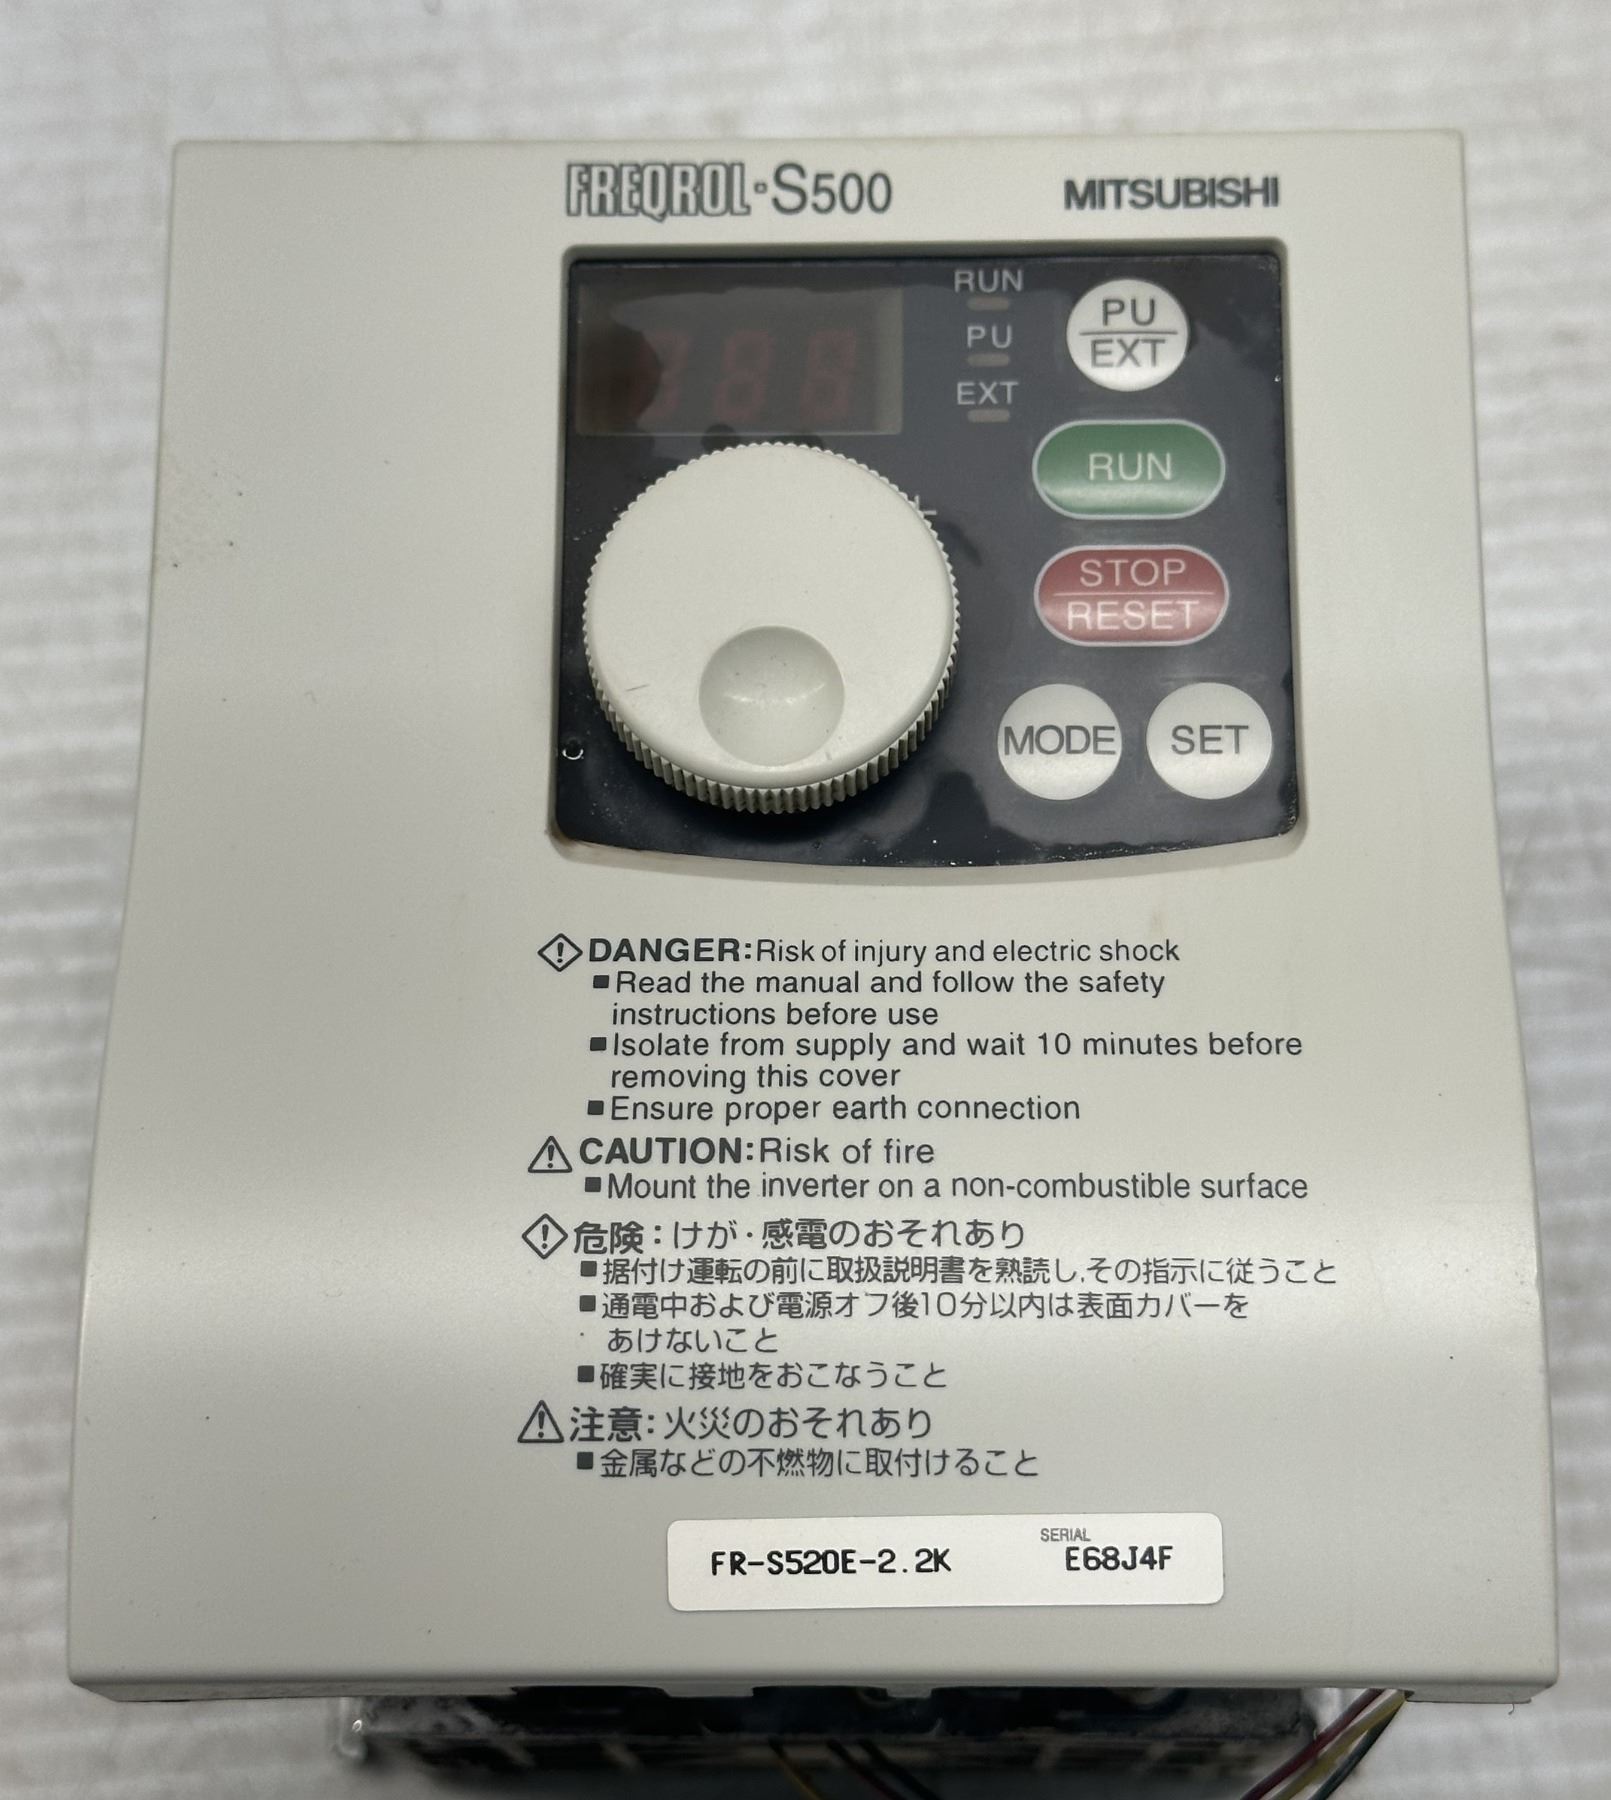 FREQROL-S500 MITSUBISHI
RUN
PU
EXT
PU
EXT
RUN
STOP
RESET
MODE SET
DANGER:Risk of injury and electric shock
■Read the manual and follow the safety
instructions before use
■Isolate from supply and wait 10 minutes before
removing this cover
■Ensure proper earth connection
CAUTION:Risk of fire
■Mount the inverter on a non-combustible surface
危険:けが・感電のおそれあり
■据付け運転の前に取扱説明書を熟読し,その指示に従うこと
■通電中および電源オフ後10分以内は表面カバーを
あけないこと
■確実に接地をおこなうこと
注意:火災のおそれあり
■金属などの不燃物に取付けること
SERIAL
FR-S520E-2.2K E68J4F